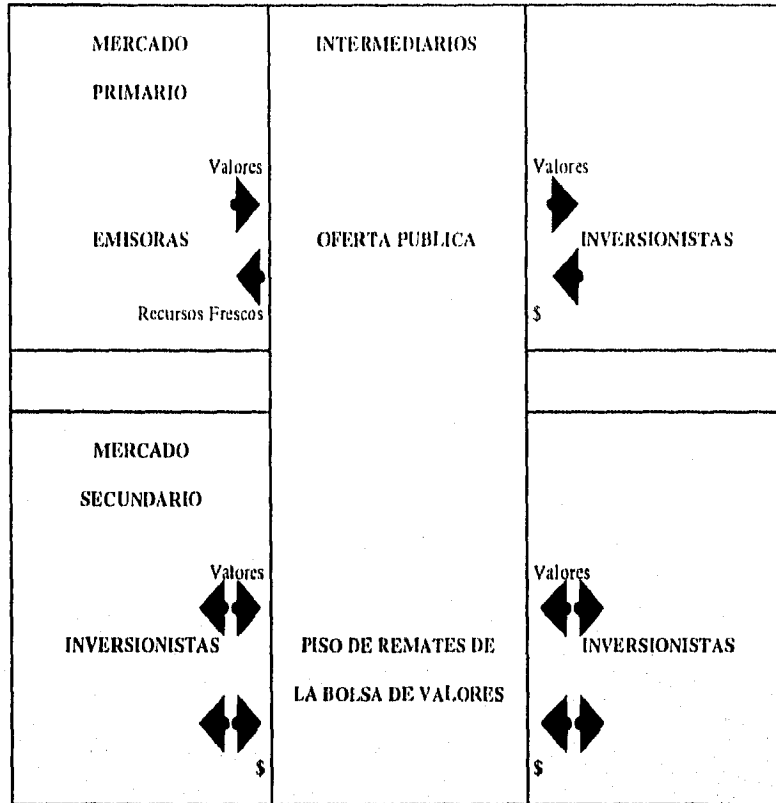 MERCADO
PRIMARIO
INTERMEDIARIOS
Valores
Valores
EMISORAS
OFERTA PUBLICA
INVERSIONISTAS
Recursos Frescos
$
MERCADO
SECUNDARIO
Valores
Valores
INVERSIONISTAS
PISO DE REMATES DE
LA BOLSA DE VALORES
INVERSIONISTAS
$
$